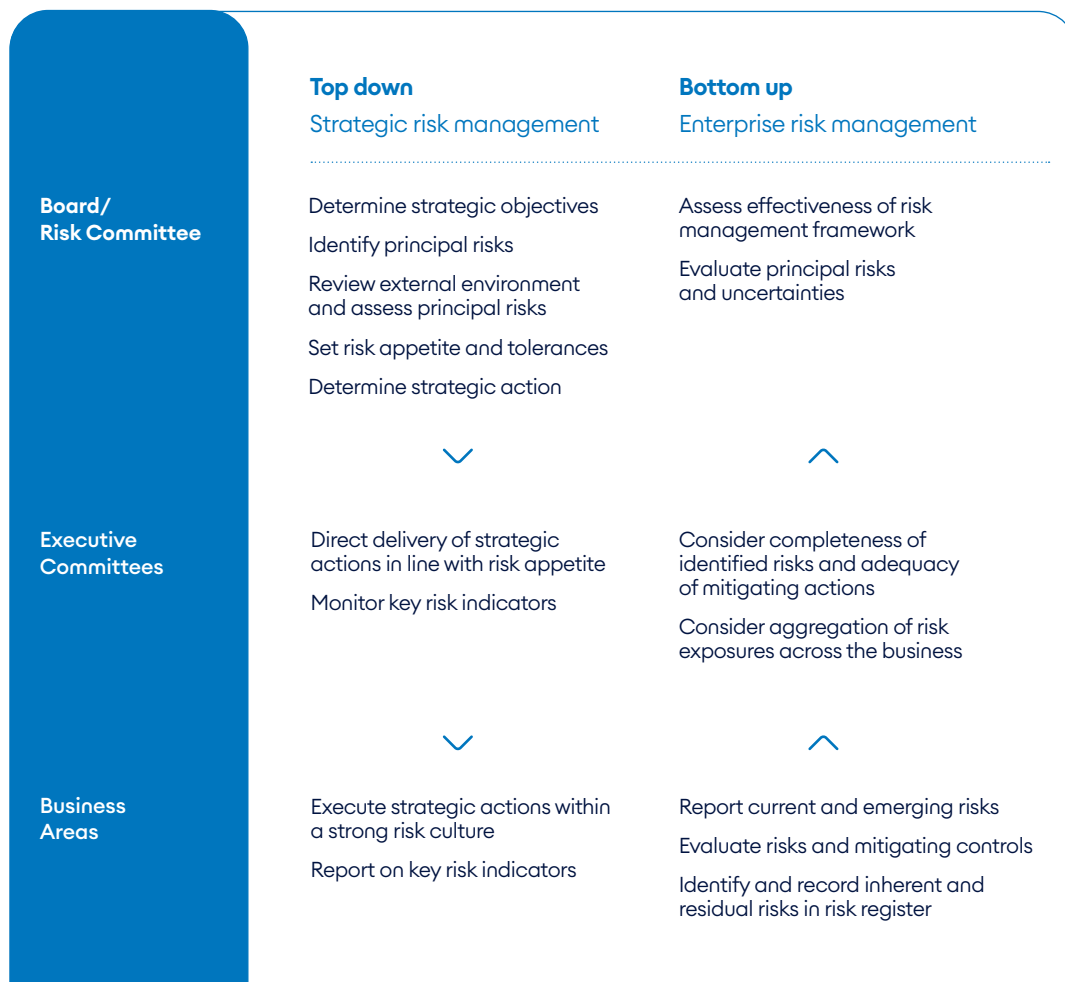 Top down
Strategic risk management
Bottom up
Enterprise risk management
Board/
Risk Committee
Determine strategic objectives
Identify principal risks
Review external environment
and assess principal risks
Set risk appetite and tolerances
Determine strategic action
Assess effectiveness of risk
management framework
Evaluate principal risks
and uncertainties
Executive
Committees
Direct delivery of strategic
actions in line with risk appetite
Monitor key risk indicators
Consider completeness of
identified risks and adequacy
of mitigating actions
Consider aggregation of risk
exposures across the business
Business
Areas
Execute strategic actions within
a strong risk culture
Report on key risk indicators
Report current and emerging risks
Evaluate risks and mitigating controls
Identify and record inherent and
residual risks in risk register